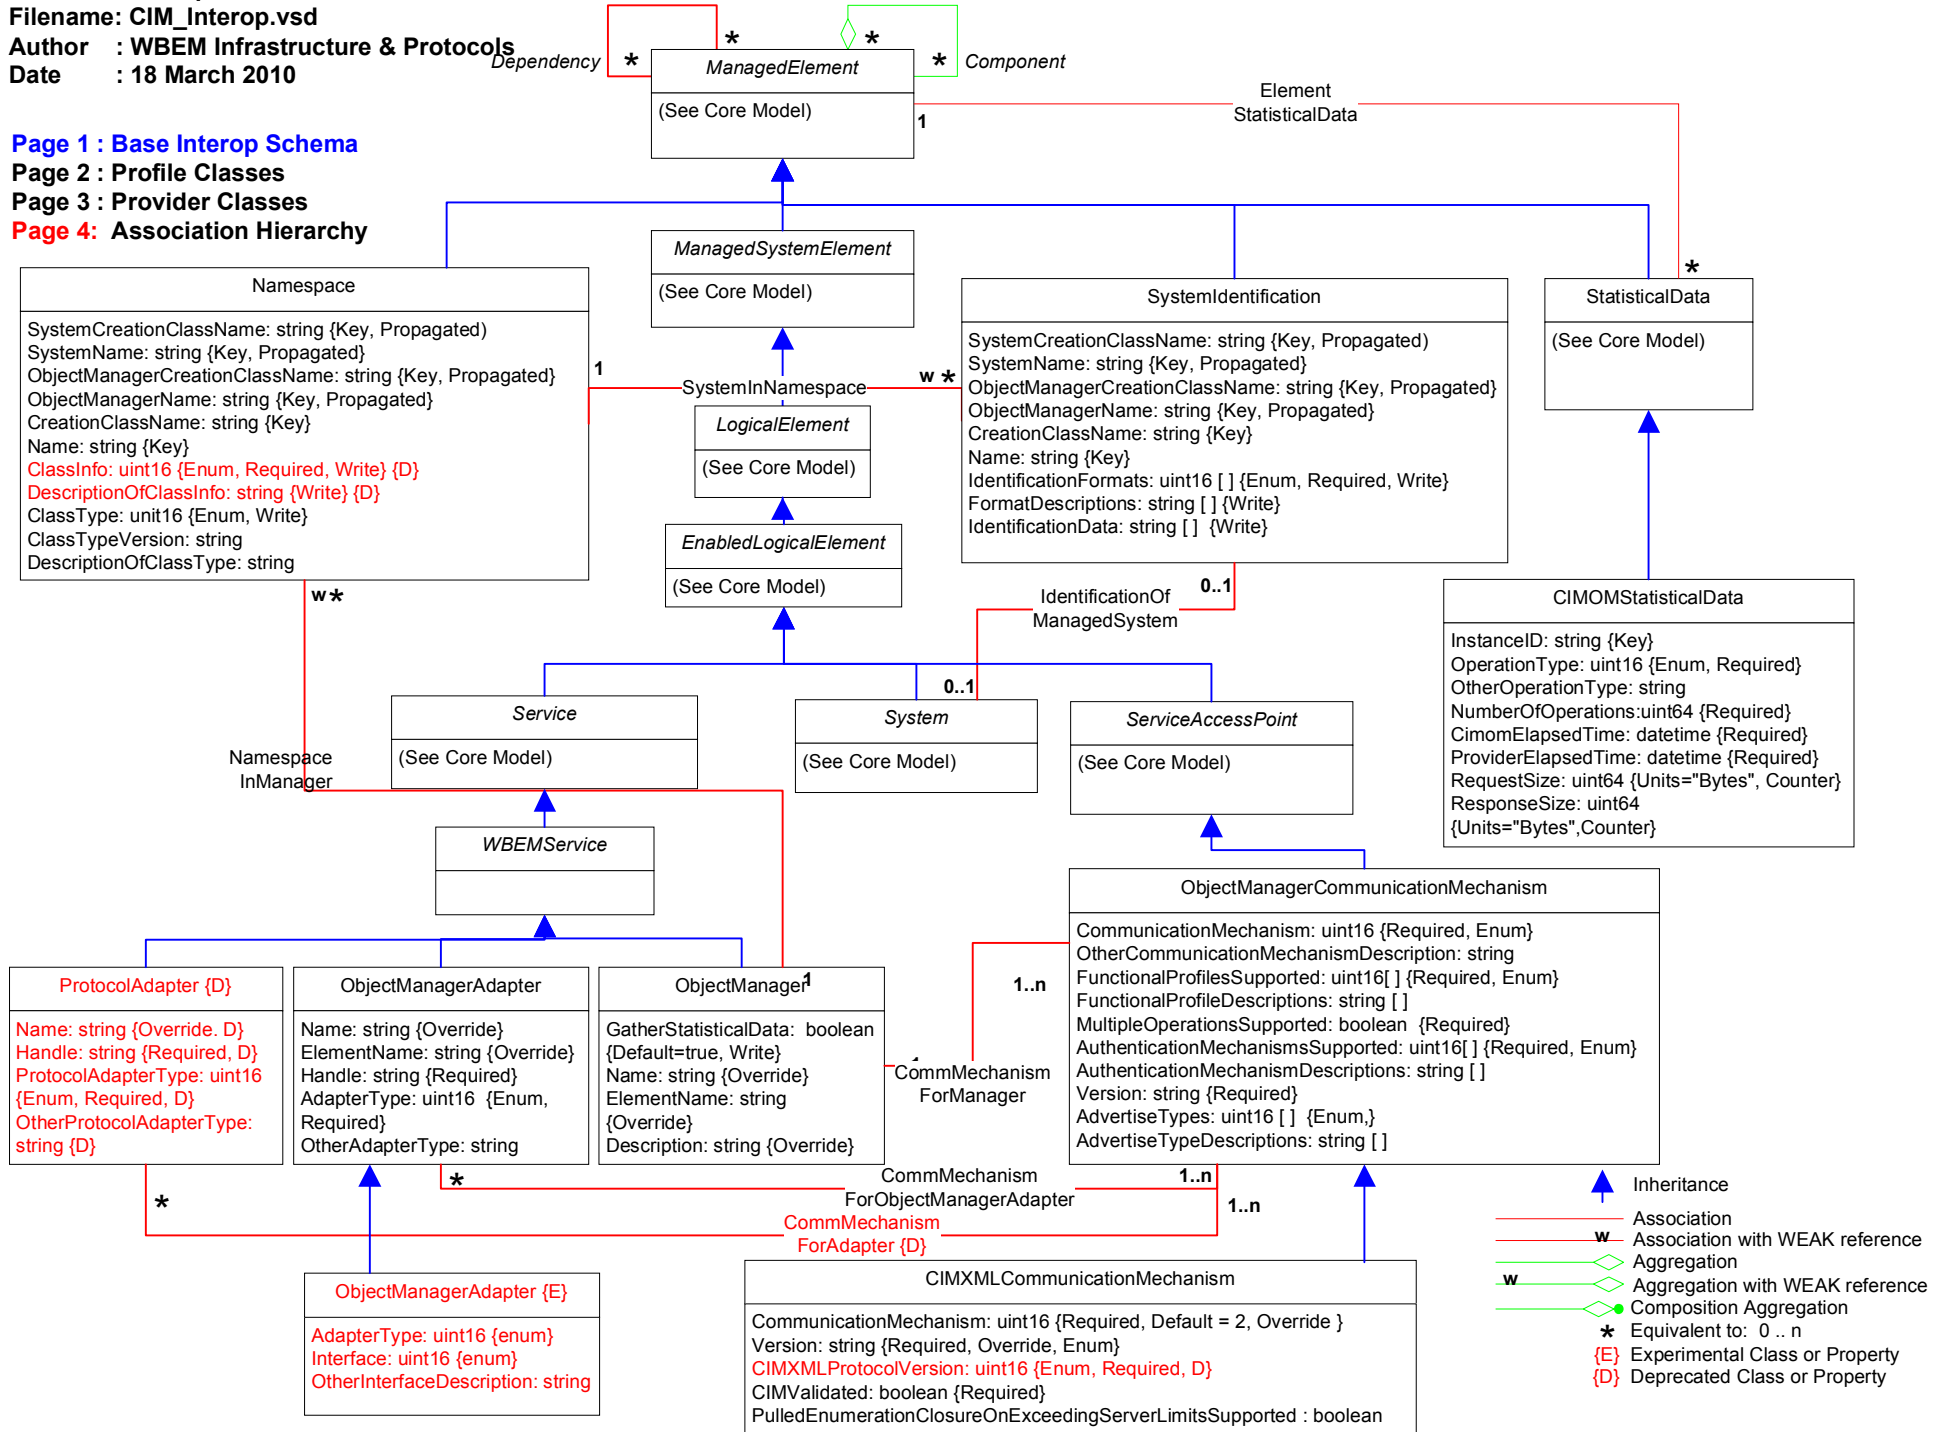 Filename: CIM_Interop.vsd
Author : WBEM Infrastructure & Protocols
Date : 18 March 2010
Page 1 : Base Interop Schema
Page 2 : Profile Classes
Page 3 : Provider Classes
Page 4: Association Hierarchy
Dependency
*
*
*
*
Component
ManagedElement
(See Core Model)
1
Element
StatisticalData
*
ManagedSystemElement
(See Core Model)
Namespace
SystemCreationClassName: string {Key, Propagated)
SystemName: string {Key, Propagated}
ObjectManagerCreationClassName: string {Key, Propagated}
ObjectManagerName: string {Key, Propagated}
CreationClassName: string {Key}
Name: string {Key}
ClassInfo: uint16 {Enum, Required, Write} {D}
DescriptionOfClassInfo: string {Write} {D}
ClassType: unit16 {Enum, Write}
ClassTypeVersion: string
DescriptionOfClassType: string
1
SystemInNamespace
w *
SystemIdentification
SystemCreationClassName: string {Key, Propagated)
SystemName: string {Key, Propagated}
ObjectManagerCreationClassName: string {Key, Propagated}
ObjectManagerName: string {Key, Propagated}
CreationClassName: string {Key}
Name: string {Key}
IdentificationFormats: uint16 [ ] {Enum, Required, Write}
FormatDescriptions: string [ ] {Write}
IdentificationData: string [ ] {Write}
StatisticalData
(See Core Model)
LogicalElement
(See Core Model)
EnabledLogicalElement
(See Core Model)
w *
IdentificationOf
ManagedSystem
0..1
0..1
CIMOMStatisticalData
InstanceID: string {Key}
OperationType: uint16 {Enum, Required}
OtherOperationType: string
NumberOfOperations:uint64 {Required}
CimomElapsedTime: datetime {Required}
ProviderElapsedTime: datetime {Required}
RequestSize: uint64 {Units="Bytes", Counter}
ResponseSize: uint64
{Units="Bytes",Counter}
Service
(See Core Model)
System
(See Core Model)
ServiceAccessPoint
(See Core Model)
Namespace
InManager
WBEMService
ProtocolAdapter {D}
Name: string {Override. D}
Handle: string {Required, D}
ProtocolAdapterType: uint16
{Enum, Required, D}
OtherProtocolAdapterType:
string {D}
ObjectManagerAdapter
Name: string {Override}
ElementName: string {Override}
Handle: string {Required}
AdapterType: uint16 {Enum,
Required}
OtherAdapterType: string
ObjectManager
1
GatherStatisticalData: boolean
{Default=true, Write}
Name: string {Override}
ElementName: string
{Override}
Description: string {Override}
1..n
CommMechanism
ForManager
ObjectManagerCommunicationMechanism
CommunicationMechanism: uint16 {Required, Enum}
OtherCommunicationMechanismDescription: string
FunctionalProfilesSupported: uint16[ ] {Required, Enum}
FunctionalProfileDescriptions: string [ ]
MultipleOperationsSupported: boolean {Required}
AuthenticationMechanismsSupported: uint16[ ] {Required, Enum}
AuthenticationMechanismDescriptions: string [ ]
Version: string {Required}
AdvertiseTypes: uint16 [ ] {Enum,}
AdvertiseTypeDescriptions: string [ ]
*
*
CommMechanism
ForObjectManagerAdapter
1..n
1..n
CommMechanism
ForAdapter {D}
ObjectManagerAdapter {E}
AdapterType: uint16 {enum}
Interface: uint16 {enum}
OtherInterfaceDescription: string
CIMXMLCommunicationMechanism
CommunicationMechanism: uint16 {Required, Default = 2, Override }
Version: string {Required, Override, Enum}
CIMXMLProtocolVersion: uint16 {Enum, Required, D}
CIMValidated: boolean {Required}
PulledEnumerationClosureOnExceedingServerLimitsSupported : boolean
Inheritance
Association
w Association with WEAK reference
Aggregation
w Aggregation with WEAK reference
Composition Aggregation
* Equivalent to: 0 .. n
{E} Experimental Class or Property
{D} Deprecated Class or Property